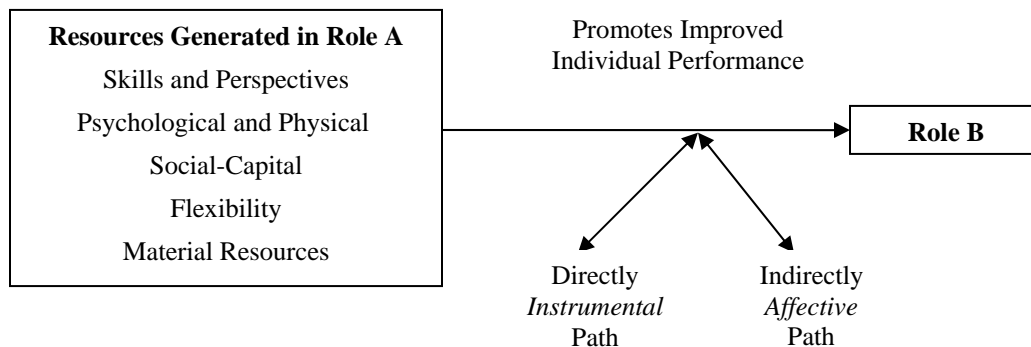 Resources Generated in Role A
Skills and Perspectives
Psychological and Physical
Social-Capital
Flexibility
Material Resources
Promotes Improved
Individual Performance
Role B
Directly
Instrumental
Path
Indirectly
Affective
Path